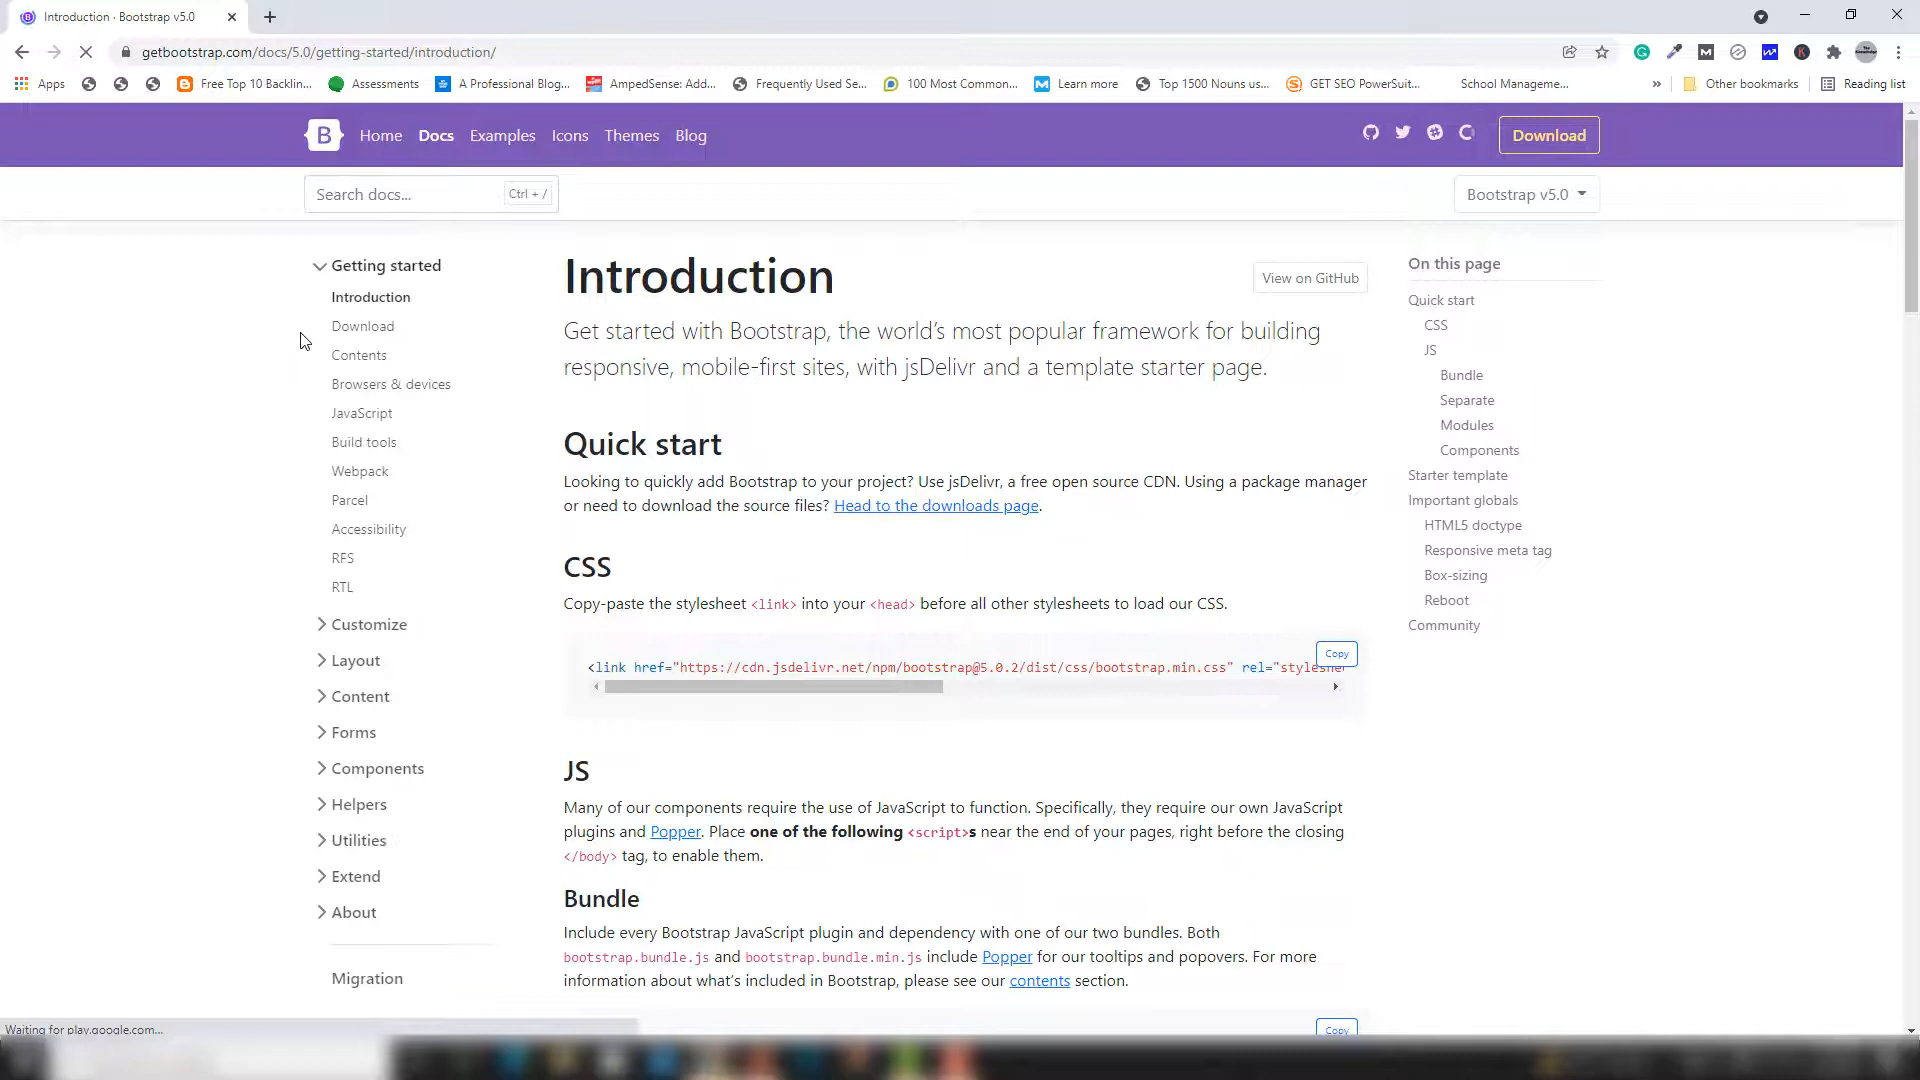 Introduction · Bootstrap v5.0
getbootstrap.com/docs/5.0/getting-started/introduction/
Apps
Free Top 10 Backlin...
Assessments
A Professional Blog...
AmpedSense: Add...
Frequently Used Se...
100 Most Common...
Learn more
Top 1500 Nouns us...
GET SEO PowerSuit...
School Manageme...
»
Other bookmarks
Reading list
B Home Docs Examples Icons Themes Blog
Download
Search docs... Ctrl + /
Bootstrap v5.0
Getting started
Introduction
Download
Contents
Browsers & devices
JavaScript
Build tools
Webpack
Parcel
Accessibility
RFS
RTL
Customize
Layout
Content
Forms
Components
Helpers
Utilities
Extend
About
Migration
Introduction
View on GitHub
Get started with Bootstrap, the world’s most popular framework for building
responsive, mobile-first sites, with jsDelivr and a template starter page.
Quick start
Looking to quickly add Bootstrap to your project? Use jsDelivr, a free open source CDN. Using a package manager
or need to download the source files? Head to the downloads page.
CSS
Copy-paste the stylesheet <link> into your <head> before all other stylesheets to load our CSS.
Copy
<link href="https://cdn.jsdelivr.net/npm/bootstrap@5.0.2/dist/css/bootstrap.min.css" rel="styleshe
JS
Many of our components require the use of JavaScript to function. Specifically, they require our own JavaScript
plugins and Popper. Place one of the following <script>s near the end of your pages, right before the closing
</body> tag, to enable them.
Bundle
Include every Bootstrap JavaScript plugin and dependency with one of our two bundles. Both
bootstrap.bundle.js and bootstrap.bundle.min.js include Popper for our tooltips and popovers. For more
information about what’s included in Bootstrap, please see our contents section.
Copy
On this page
Quick start
CSS
JS
Bundle
Separate
Modules
Components
Starter template
Important globals
HTML5 doctype
Responsive meta tag
Box-sizing
Reboot
Community
Waiting for play.google.com...